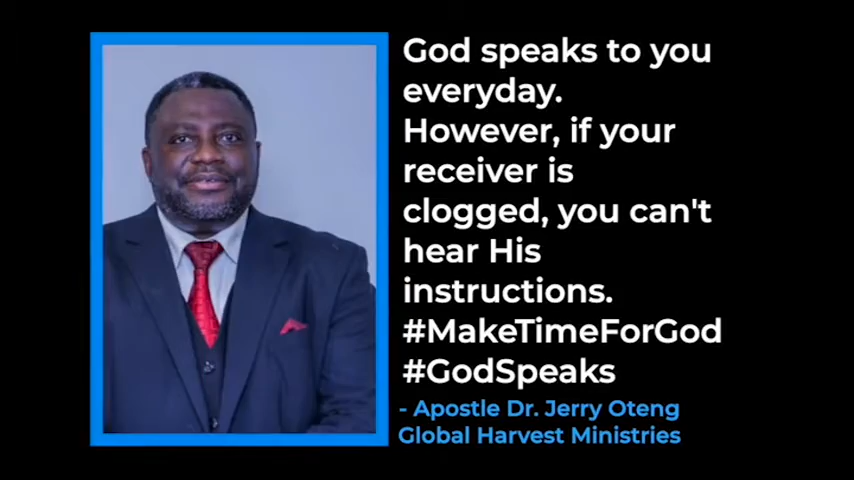 God speaks to you
everyday.
However, if your
receiver is
clogged, you can't
hear His
instructions.
#MakeTimeForGod
#GodSpeaks
- Apostle Dr. Jerry Oteng
Global Harvest Ministries